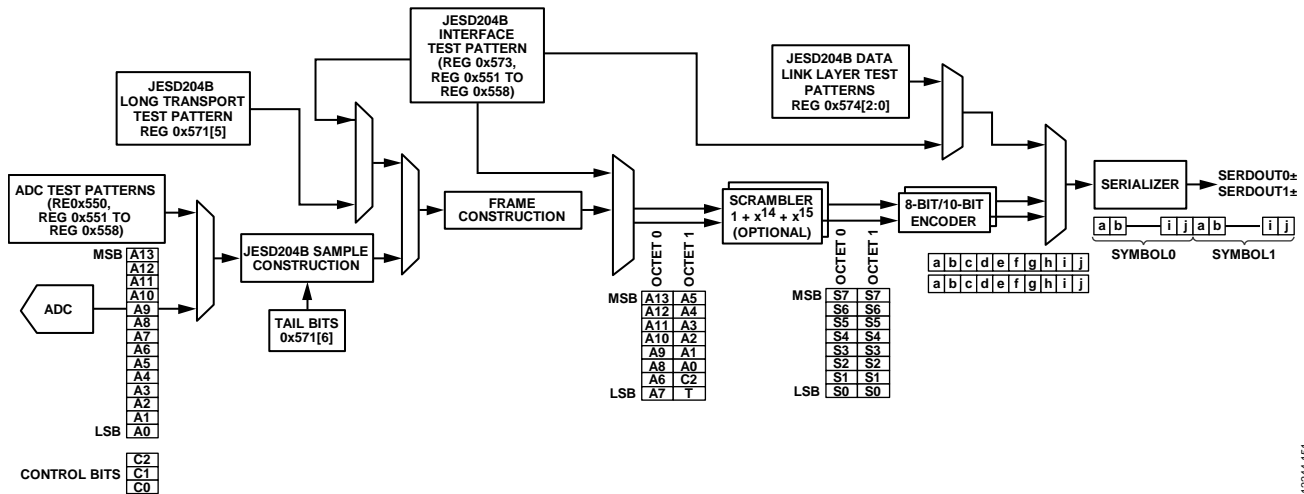 JESD204B
INTERFACE
TEST PATTERN
(REG 0x573,
REG 0x551 TO
REG 0x558)
JESD204B
LONG TRANSPORT
TEST PATTERN
REG 0x571[5]
JESD204B DATA
LINK LAYER TEST
PATTERNS
REG 0x574[2:0]
ADC TEST PATTERNS
(RE0x550,
REG 0x551 TO
REG 0x558)
JESD204B SAMPLE
CONSTRUCTION
TAIL BITS
0x571[6]
FRAME
CONSTRUCTION
SCRAMBLER
1 + x14 + x15
(OPTIONAL)
8-BIT/10-BIT
ENCODER
SERIALIZER
SERDOUT0±
SERDOUT1±
ADC
MSB A13
A12
A11
A10
A9
A8
A7
A6
A5
A4
A3
A2
A1
LSB A0
CONTROL BITS
C2
C1
C0
OCTET 0
OCTET 1
MSB A13 A5
A12 A4
A11 A3
A10 A2
A9 A1
A8 A0
A6 C2
LSB A7 T
OCTET 0
OCTET 1
MSB S7 S7
S6 S6
S5 S5
S4 S4
S3 S3
S2 S2
S1 S1
LSB S0 S0
a b c d e f g h i j
a b c d e f g h i j
a b i j a b i j
SYMBOL0 SYMBOL1